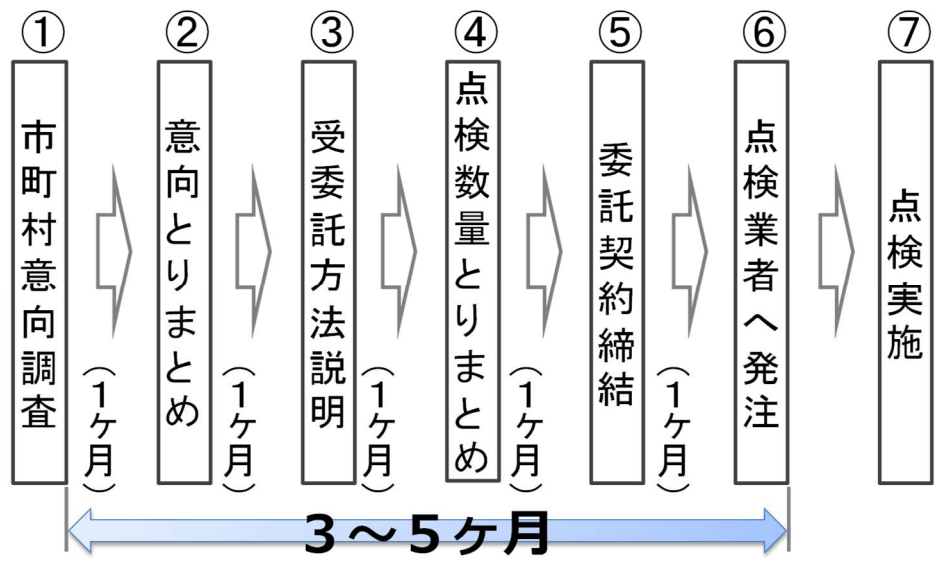 ①
市町村意向調査
(1ヶ月)
②
意向とりまとめ
(1ヶ月)
③
受委託方法説明
(1ヶ月)
④
点検数量とりまとめ
(1ヶ月)
⑤
委託契約締結
(1ヶ月)
⑥
点検業者へ発注
⑦
点検実施
3～5ヶ月